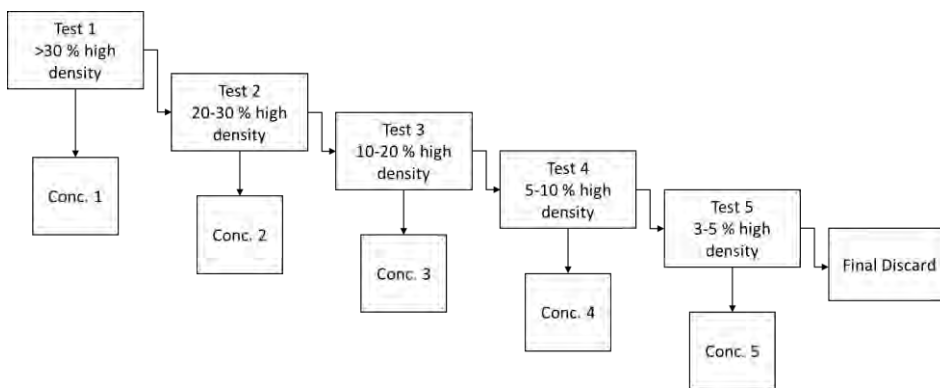 Test 1
>30 % high
density
Test 2
20-30 % high
density
Test 3
10-20 % high
density
Test 4
5-10 % high
density
Test 5
3-5 % high
density
Final Discard
Conc. 1
Conc. 2
Conc. 3
Conc. 4
Conc. 5